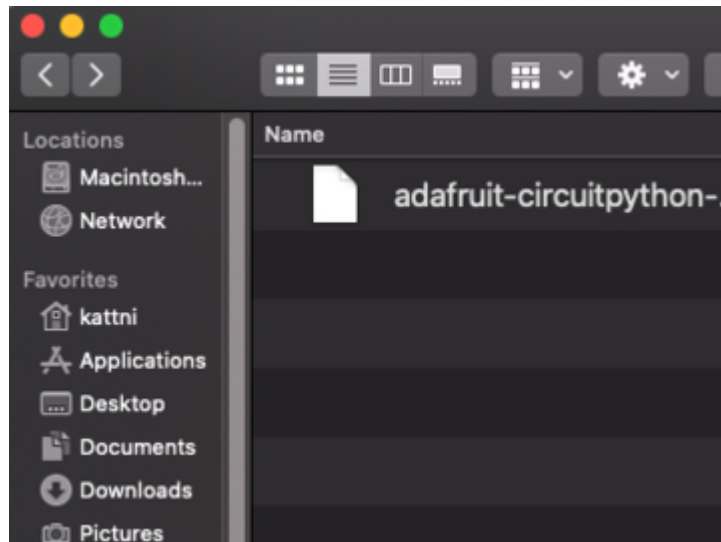 Locations
Macintosh...
Network
Favorites
kattni
Applications
Desktop
Documents
Downloads
Pictures
Name
adafruit-circuitpython-.